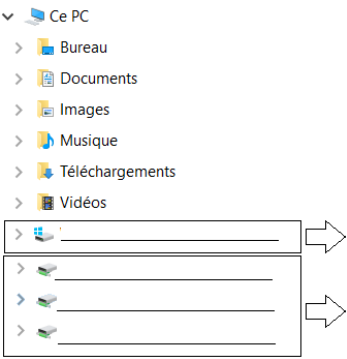 Ce PC
Bureau
Documents
Images
Musique
Téléchargements
Vidéos